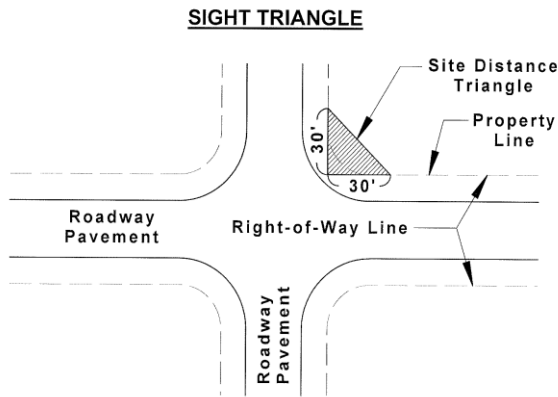 SIGHT TRIANGLE
Site Distance
Triangle
Property
Line
30'
30'
Roadway
Pavement
Right-of-Way Line
Roadway
Pavement